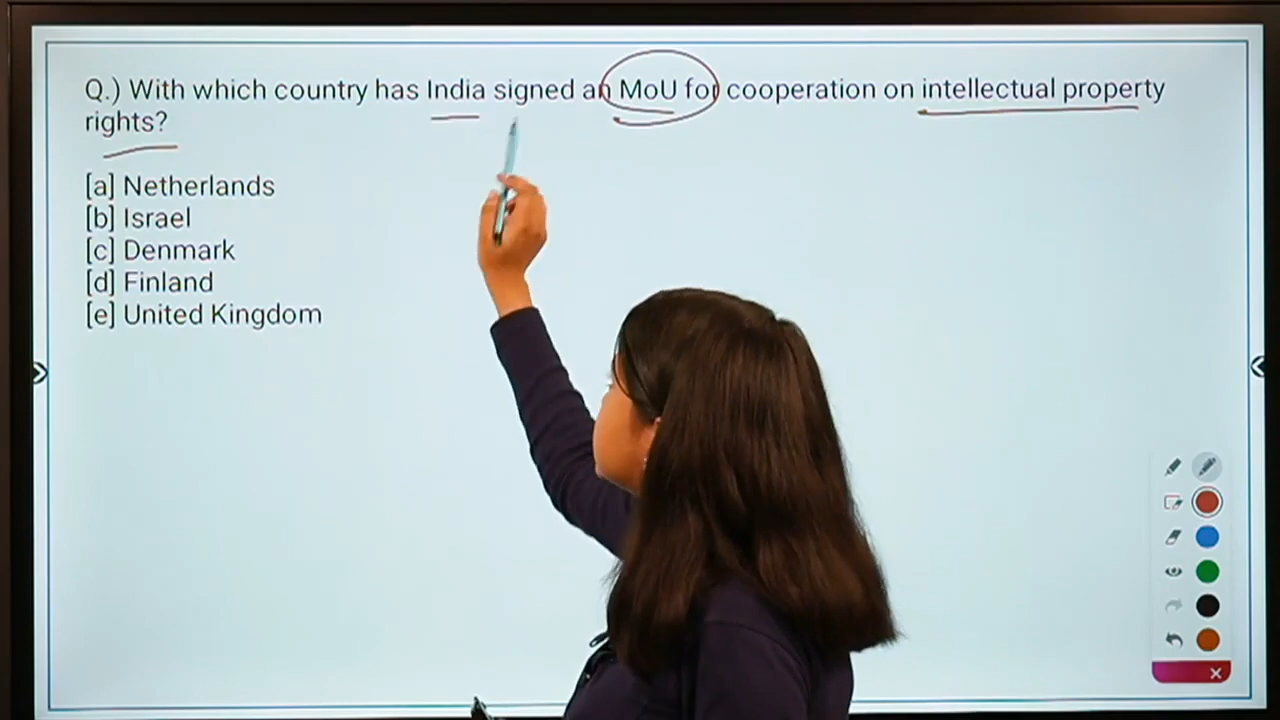 Q.) With which country has India signed an MoU for cooperation on intellectual property
rights?
[a] Netherlands
[b] Israel
[c] Denmark
[d] Finland
[e] United Kingdom